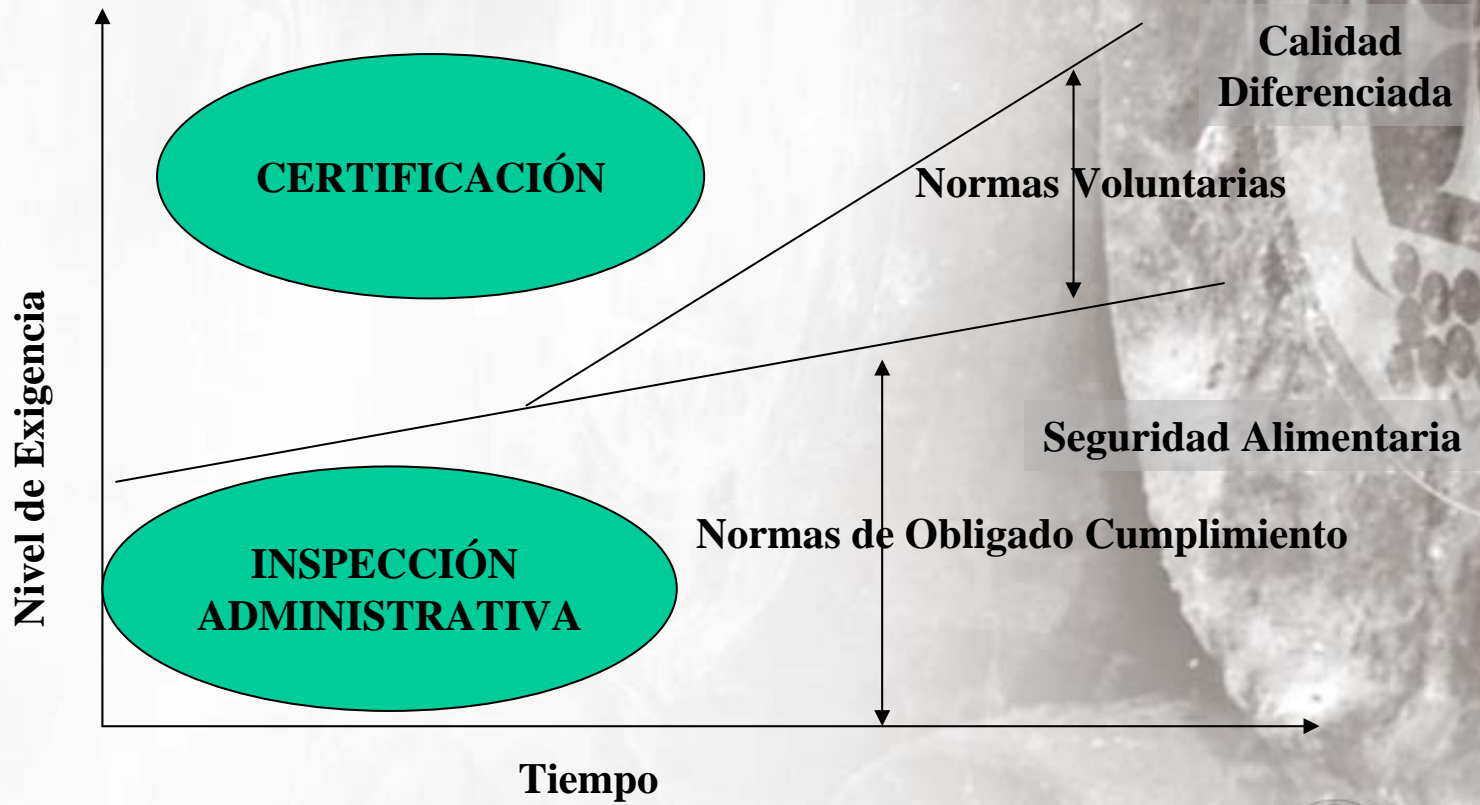 Calidad
Diferenciada
CERTIFICACIÓN
Normas Voluntarias
Nivel de Exigencia
Seguridad Alimentaria
Normas de Obligado Cumplimiento
INSPECCIÓN
ADMINISTRATIVA
Tiempo